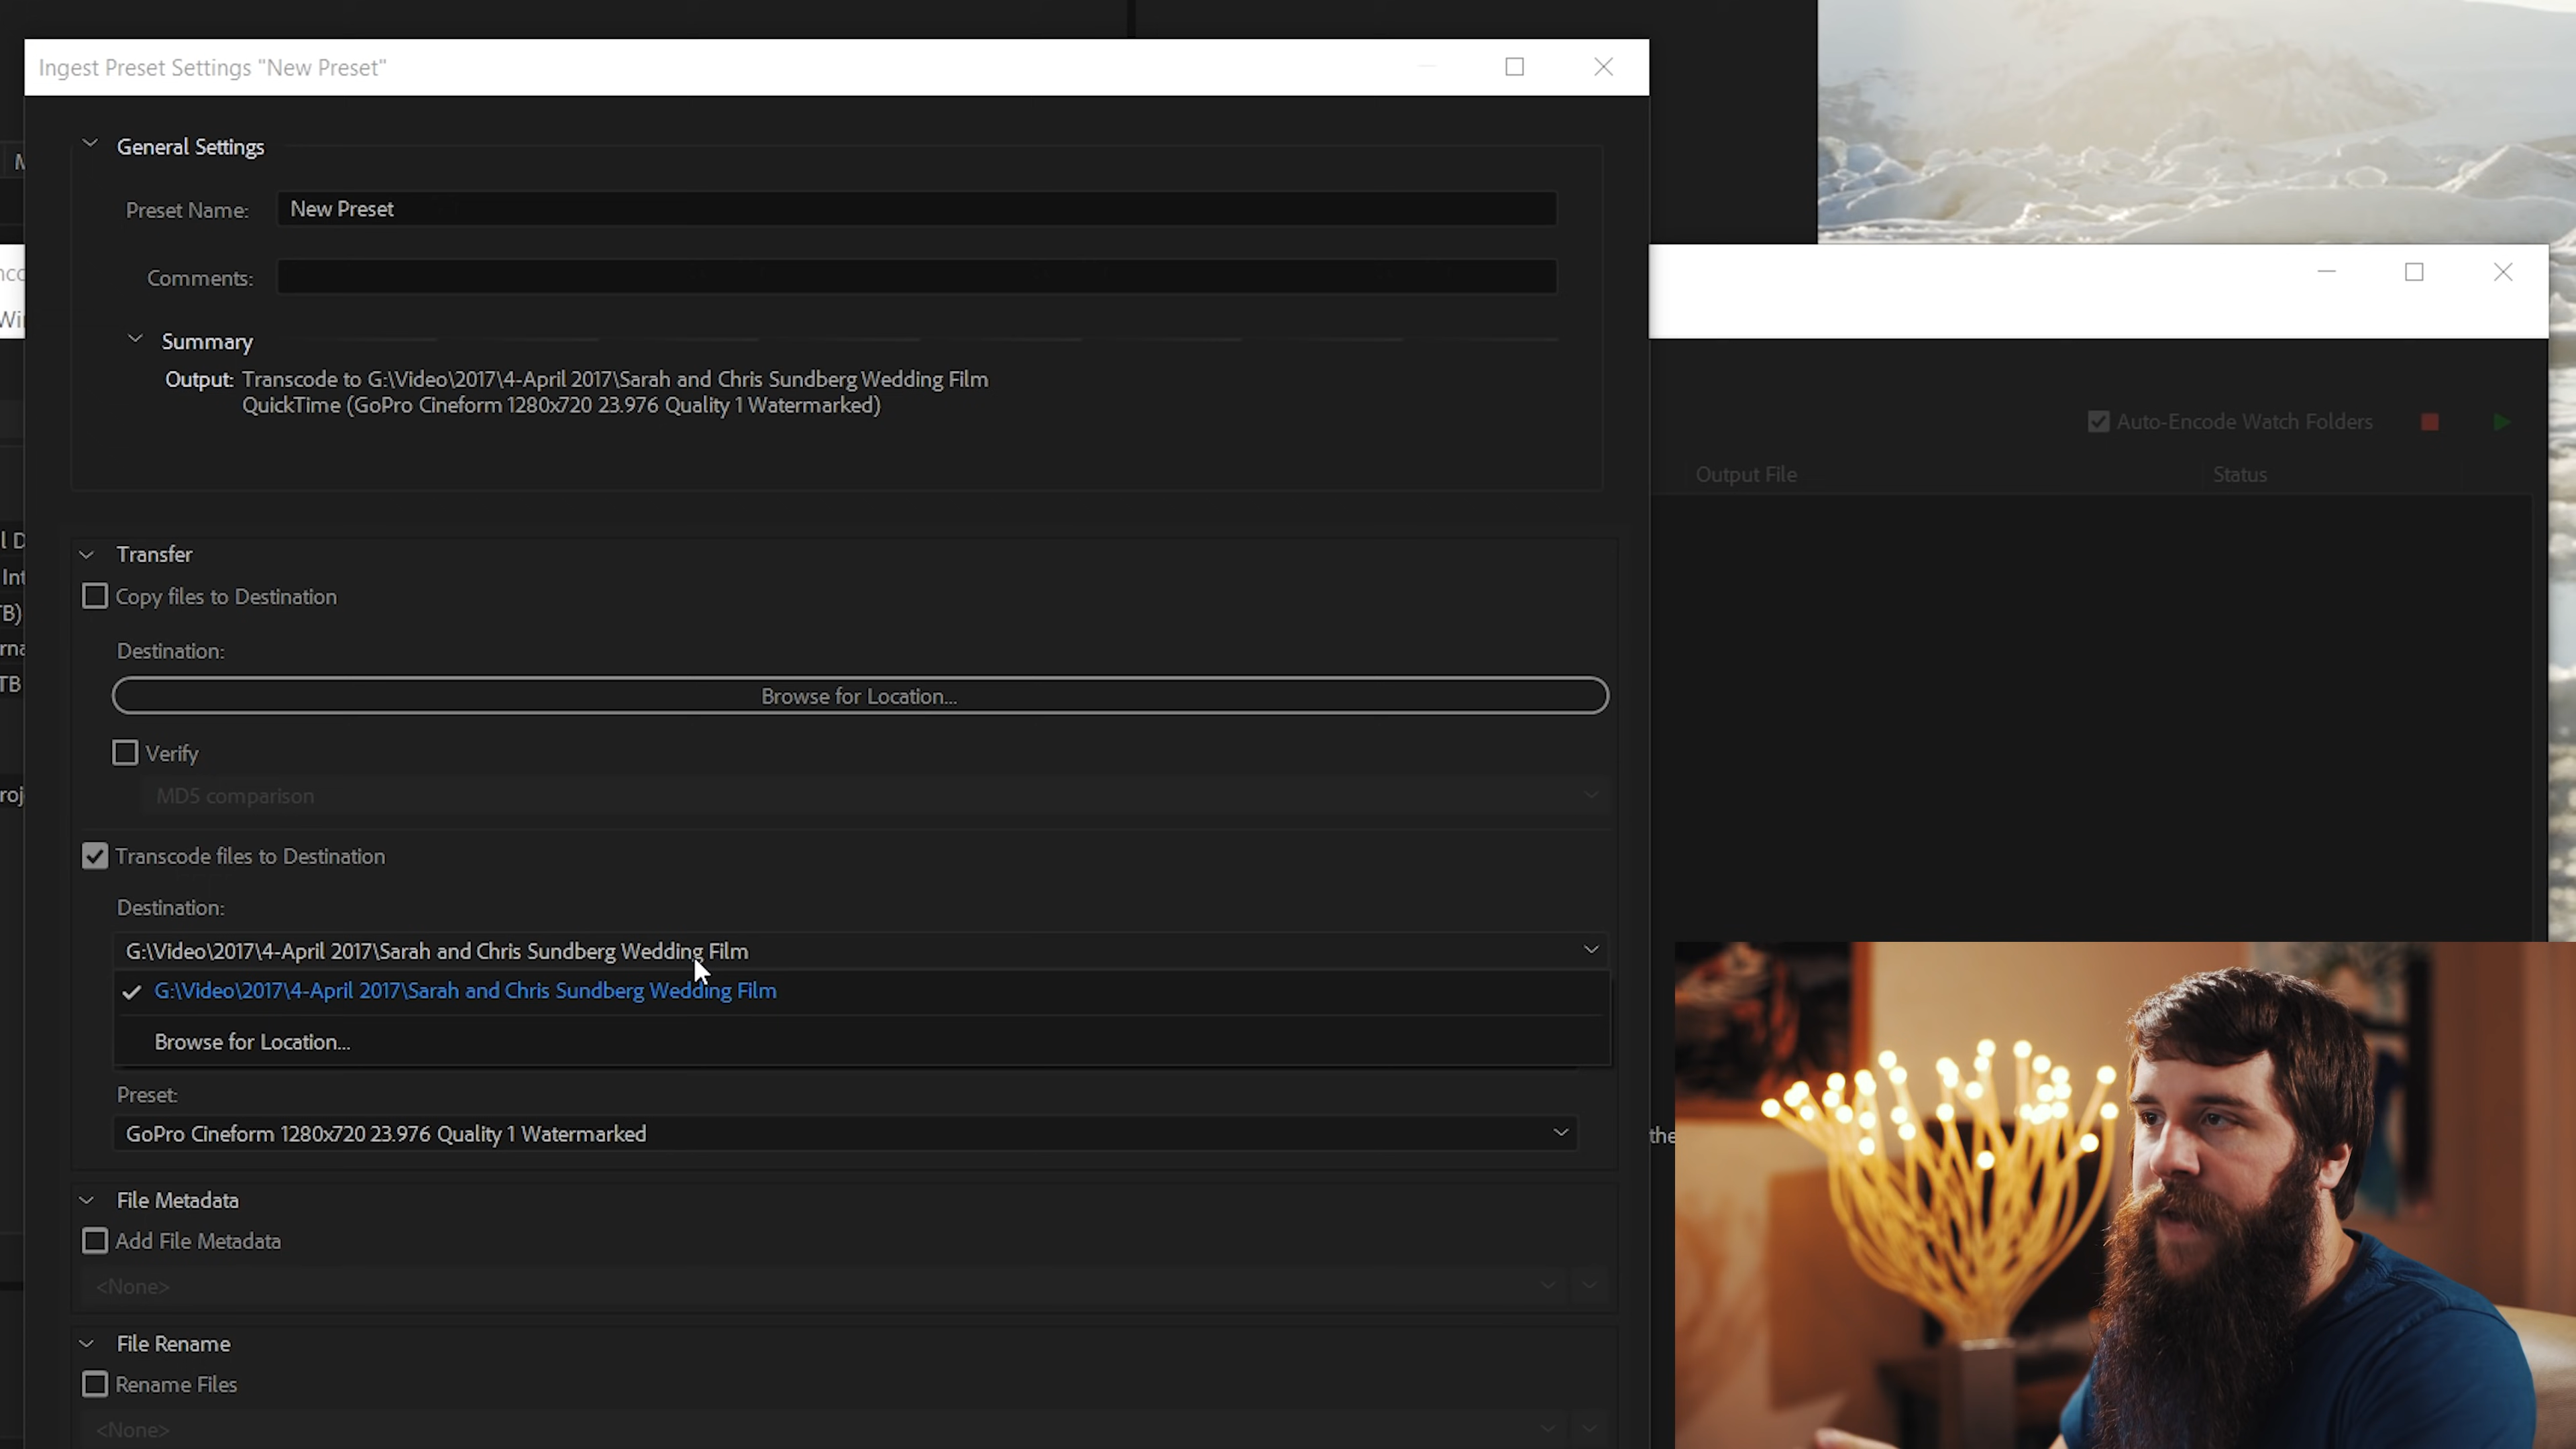 Ingest Preset Settings "New Preset"
General Settings
Preset Name: New Preset
Comments:
Summary
Output: Transcode to G:\Video\2017\4-April 2017\Sarah and Chris Sundberg Wedding Film
QuickTime (GoPro Cineform 1280x720 23.976 Quality 1 Watermarked)
Auto-Encode Watch Folders
Output File Status
Transfer
Copy files to Destination
Destination:
Browse for Location...
Verify
MD5 comparison
Transcode files to Destination
Destination:
G:\Video\2017\4-April 2017\Sarah and Chris Sundberg Wedding Film
G:\Video\2017\4-April 2017\Sarah and Chris Sundberg Wedding Film
Browse for Location...
Preset:
GoPro Cineform 1280x720 23.976 Quality 1 Watermarked
the
File Metadata
Add File Metadata
<None>
File Rename
Rename Files
<None>